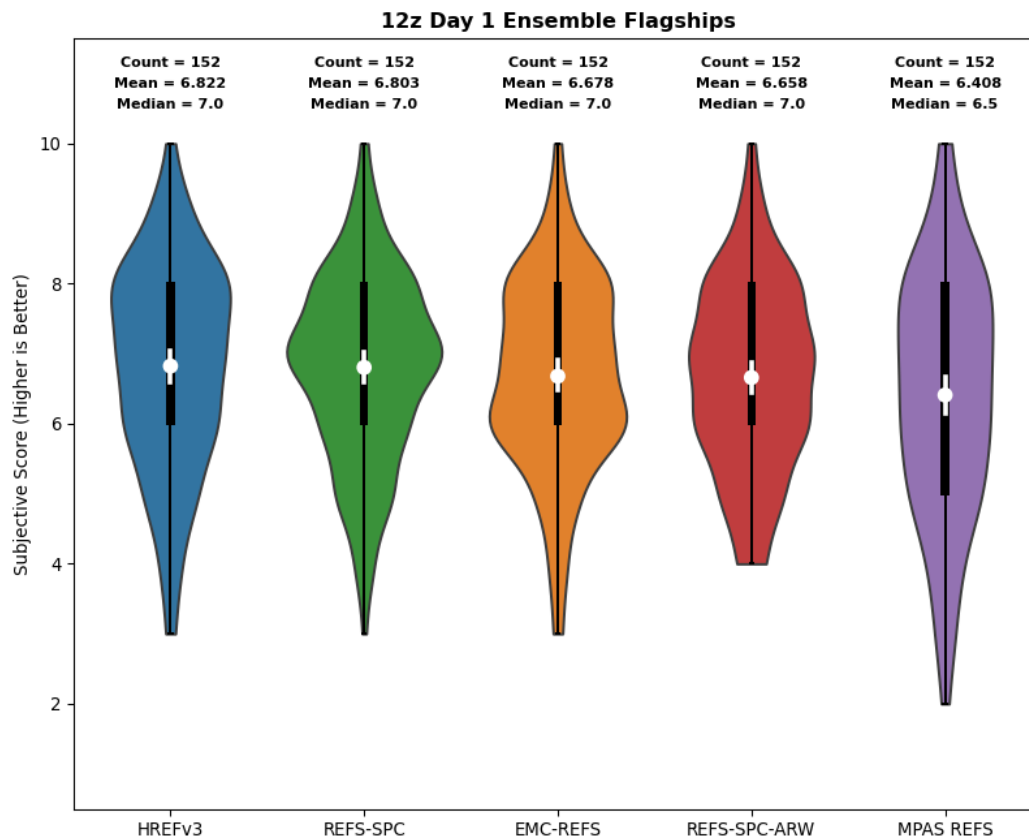 12z Day 1 Ensemble Flagships
Count = 152
Mean = 6.822
Median = 7.0
Count = 152
Mean = 6.803
Median = 7.0
Count = 152
Mean = 6.678
Median = 7.0
Count = 152
Mean = 6.658
Median = 7.0
Count = 152
Mean = 6.408
Median = 6.5
Subjective Score (Higher is Better)
10
8
6
4
2
HREFv3
REFS-SPC
EMC-REFS
REFS-SPC-ARW
MPAS REFS